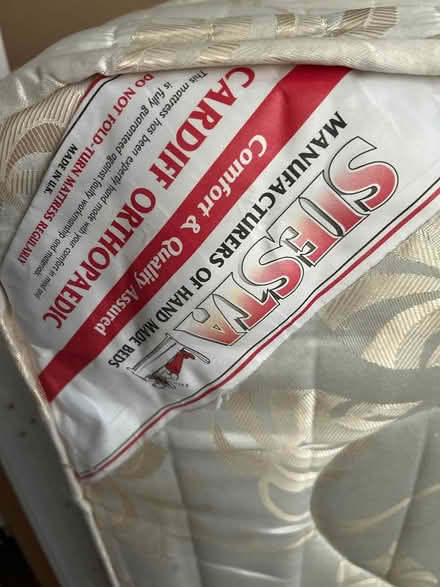 SIESTA
MANUFACTURERS OF HAND MADE BEDS
Comfort & Quality Assured
CARDIFF ORTHOPAEDIC
This mattress has been expertly hand made with your comfort in mind and
is fully guaranteed against faulty workmanship and materials
DO NOT FOLD-TURN MATTRESS REGULARLY
MADE IN U.K.